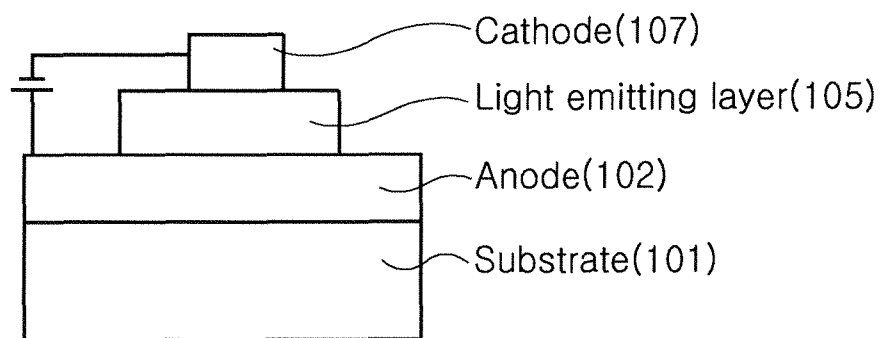 Cathode(107)
Light emitting layer(105)
Anode(102)
Substrate(101)